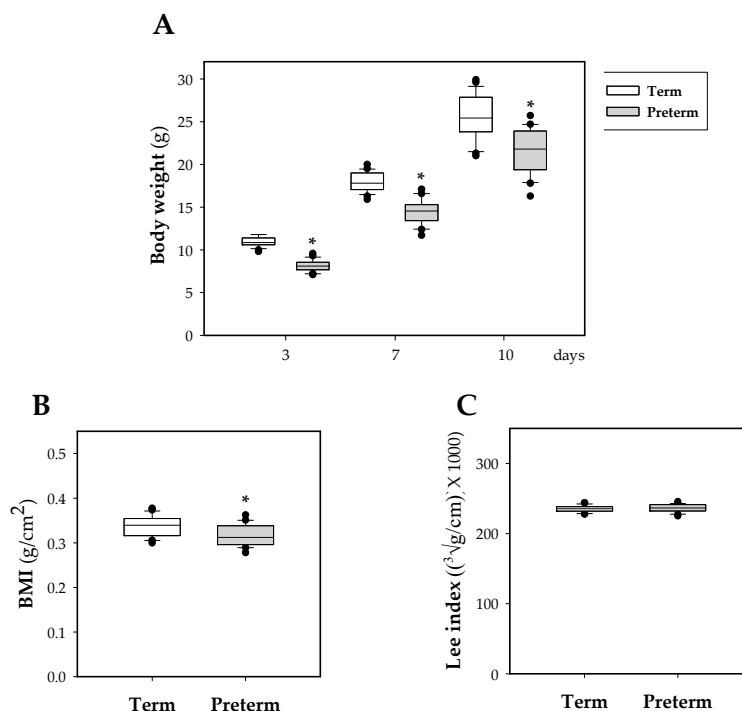 A
Body weight (g)
30
25
20
15
10
5
0
*
*
*
3 7 10 days
Term
Preterm
B
BMI (g/cm²)
0.5
0.4
0.3
0.2
0.1
0.0
*
Term Preterm
C
Lee index ((³√g/cm)` X 1000)
300
200
100
0
Term Preterm